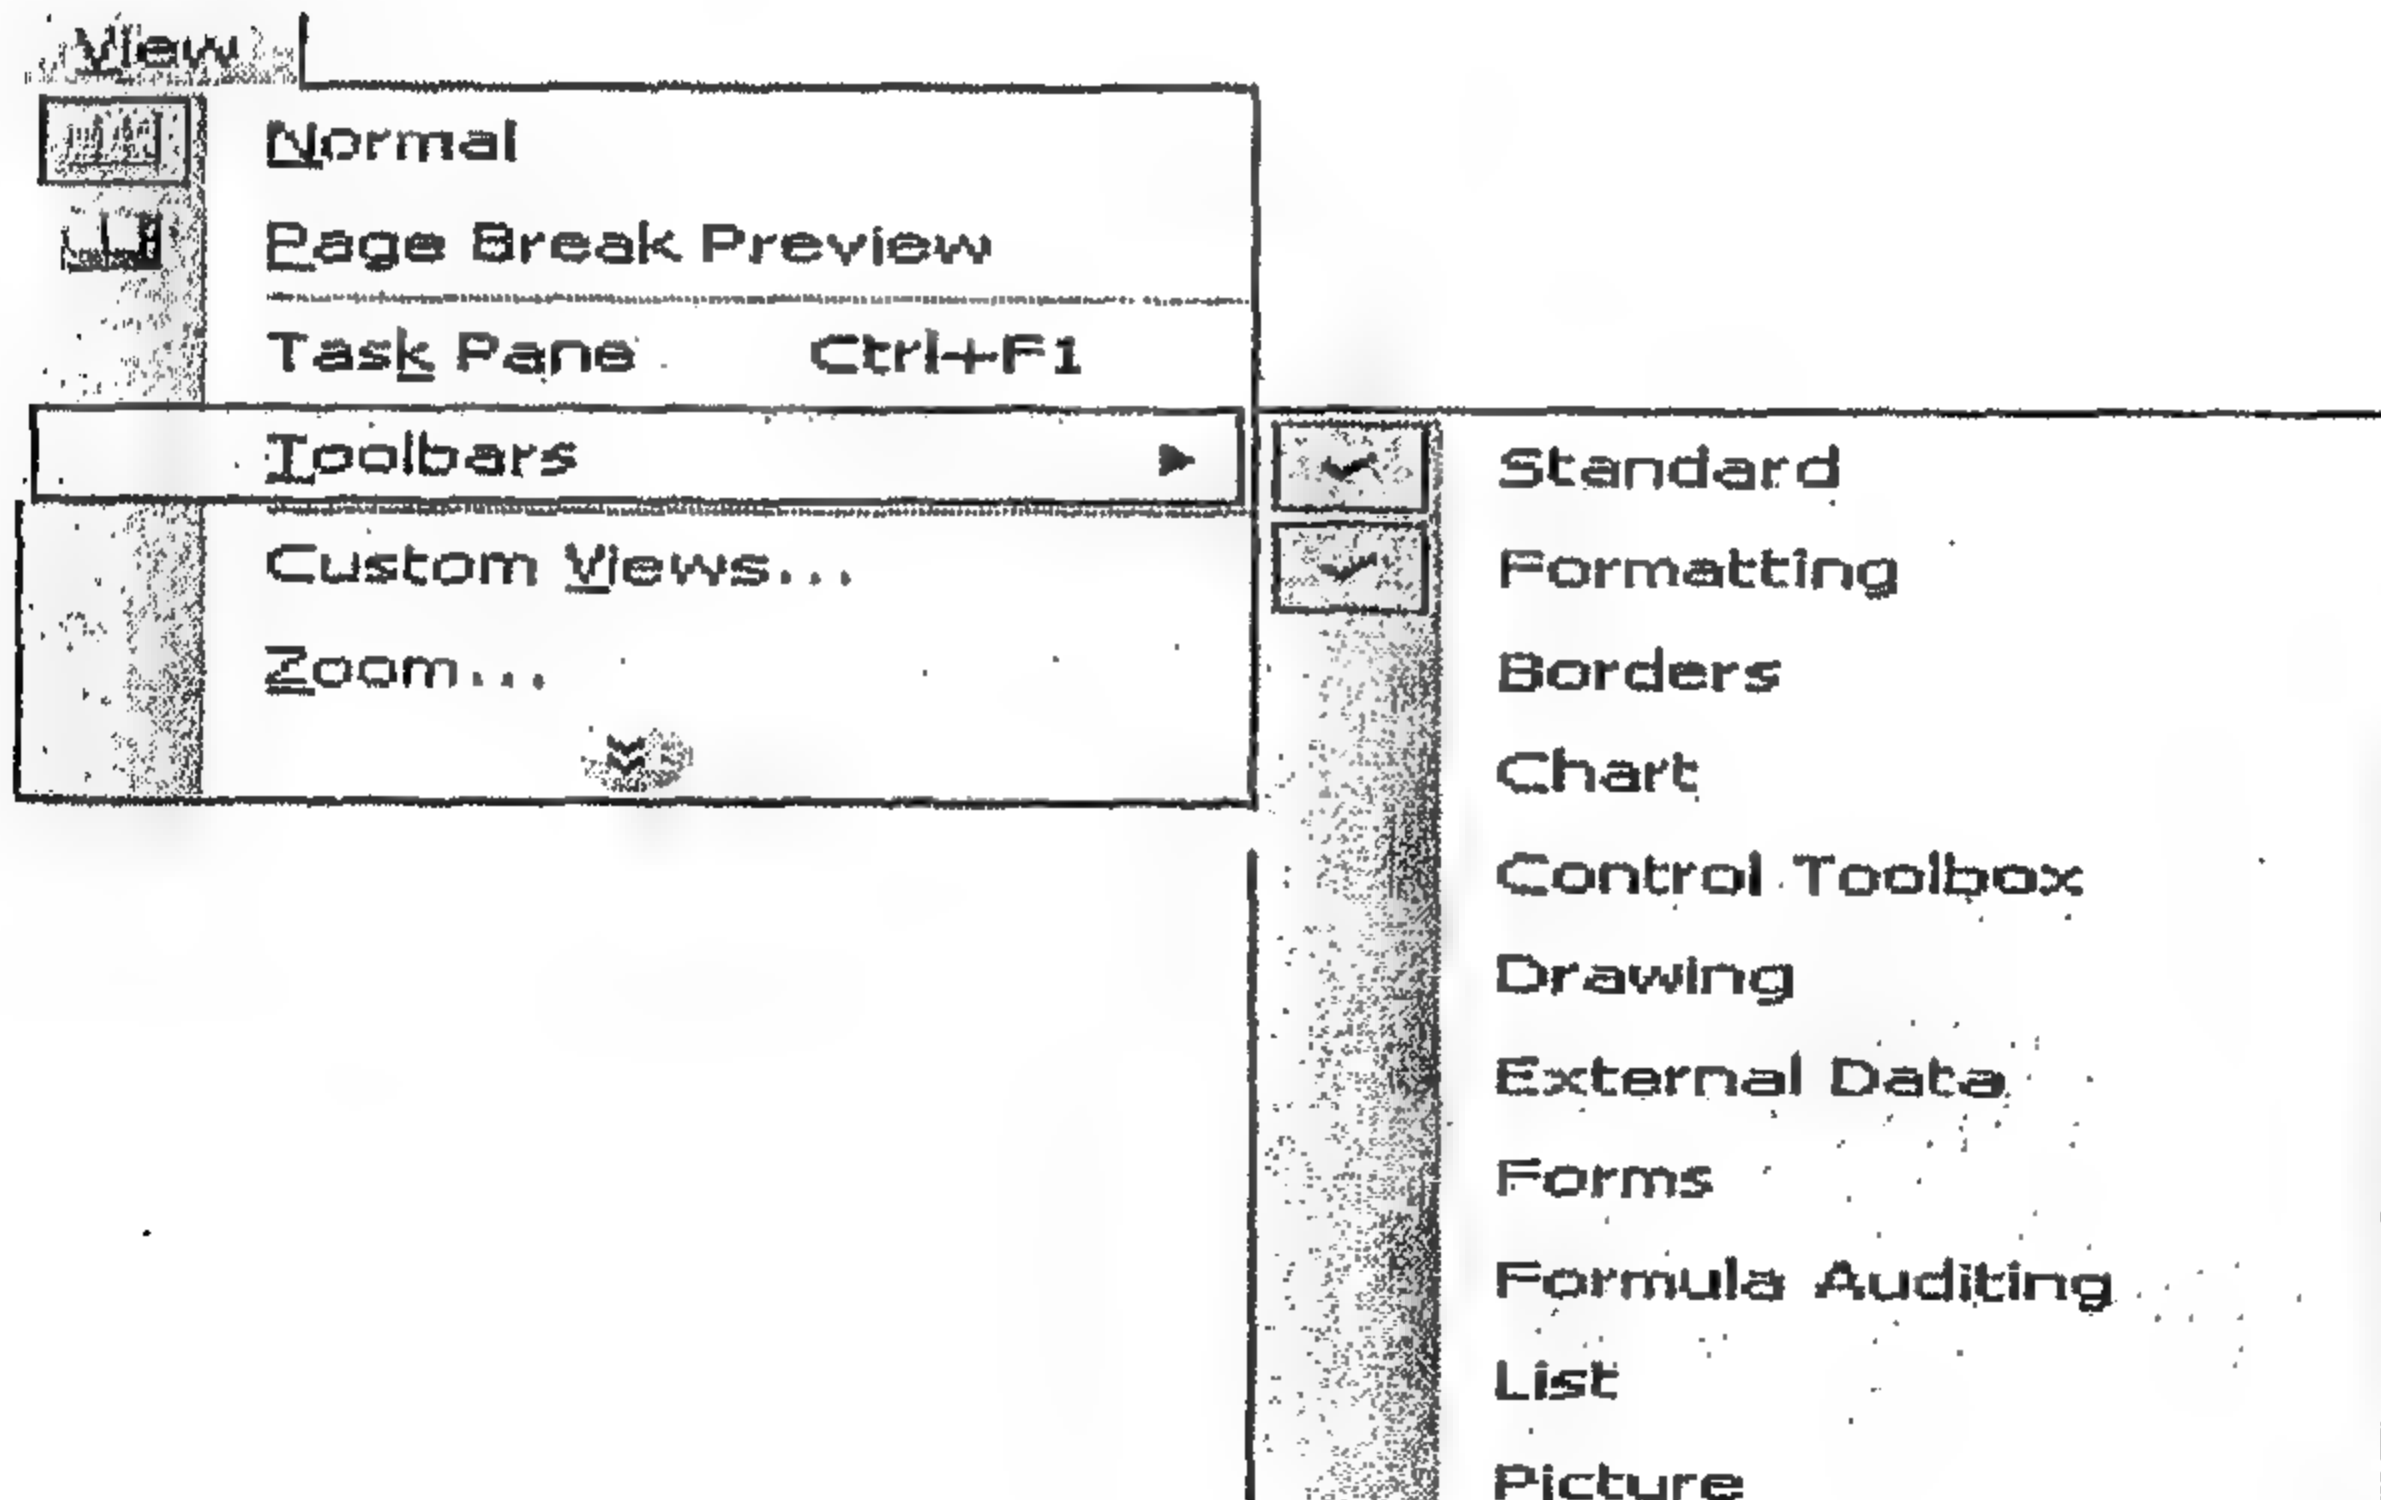 View
Normal
Page Break Preview
Task Pane Ctrl+F1
Toolbars
Custom Views...
Zoom...
Standard
Formatting
Borders
Chart
Control Toolbox
Drawing
External Data
Forms
Formula Auditing
List
Picture